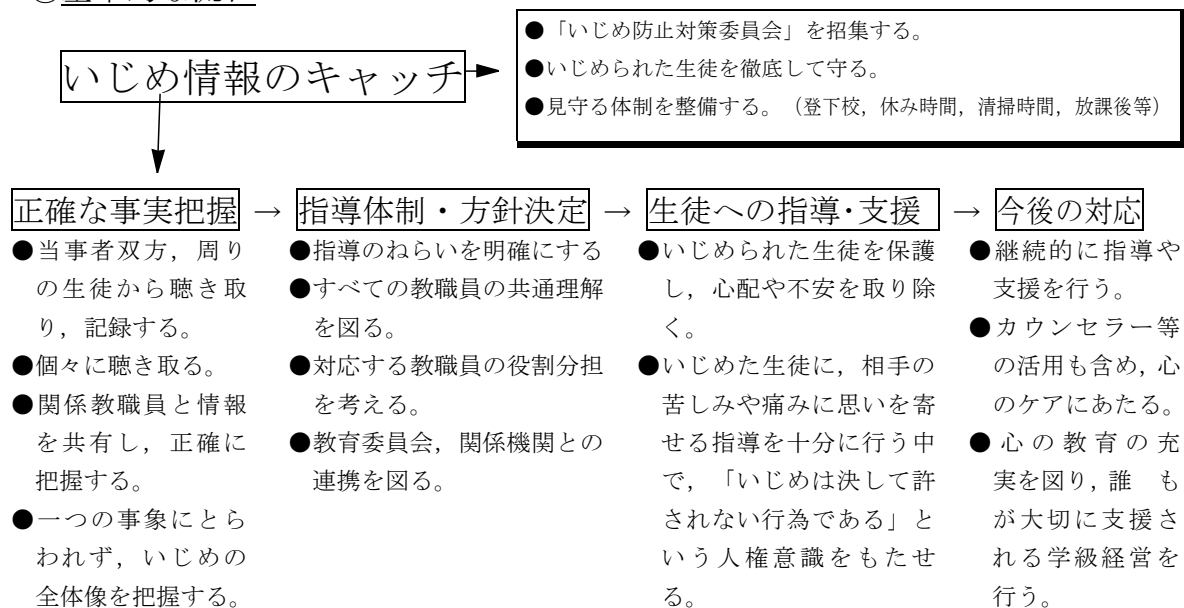 ●「いじめ防止対策委員会」を招集する。
いじめ情報のキャッチ
●いじめられた生徒を徹底して守る。
●見守る体制を整備する。（登下校，休み時間，清掃時間，放課後等）
正確な事実把握 → 指導体制・方針決定 → 生徒への指導・支援 → 今後の対応
●当事者双方，周り
の生徒から聴き取
り，記録する。
●個々に聴き取る。
●関係教職員と情報
を共有し，正確に
把握する。
●一つの事象にとら
われず，いじめの
全体像を把握する。
●指導のねらいを明確にする
●すべての教職員の共通理解
を図る。
●対応する教職員の役割分担
を考える。
●教育委員会，関係機関との
連携を図る。
●いじめられた生徒を保護
し，心配や不安を取り除
く。
●いじめた生徒に，相手の
苦しみや痛みに思いを寄
せる指導を十分に行う中
で，「いじめは決して許
されない行為である」と
いう人権意識をもたせ
る。
●継続的に指導や
支援を行う。
●カウンセラー等
の活用も含め，心
のケアにあたる。
●心の教育の充
実を図り，誰　も
が大切に支援さ
れる学級経営を
行う。